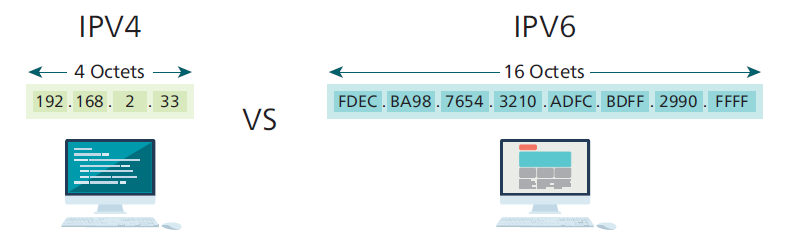 IPV4
IPV6
4 Octets
16 Octets
192 . 168 . 2 . 33
VS
FDEC . BA98 . 7654 . 3210 . ADFC . BDFF . 2990 . FFFF